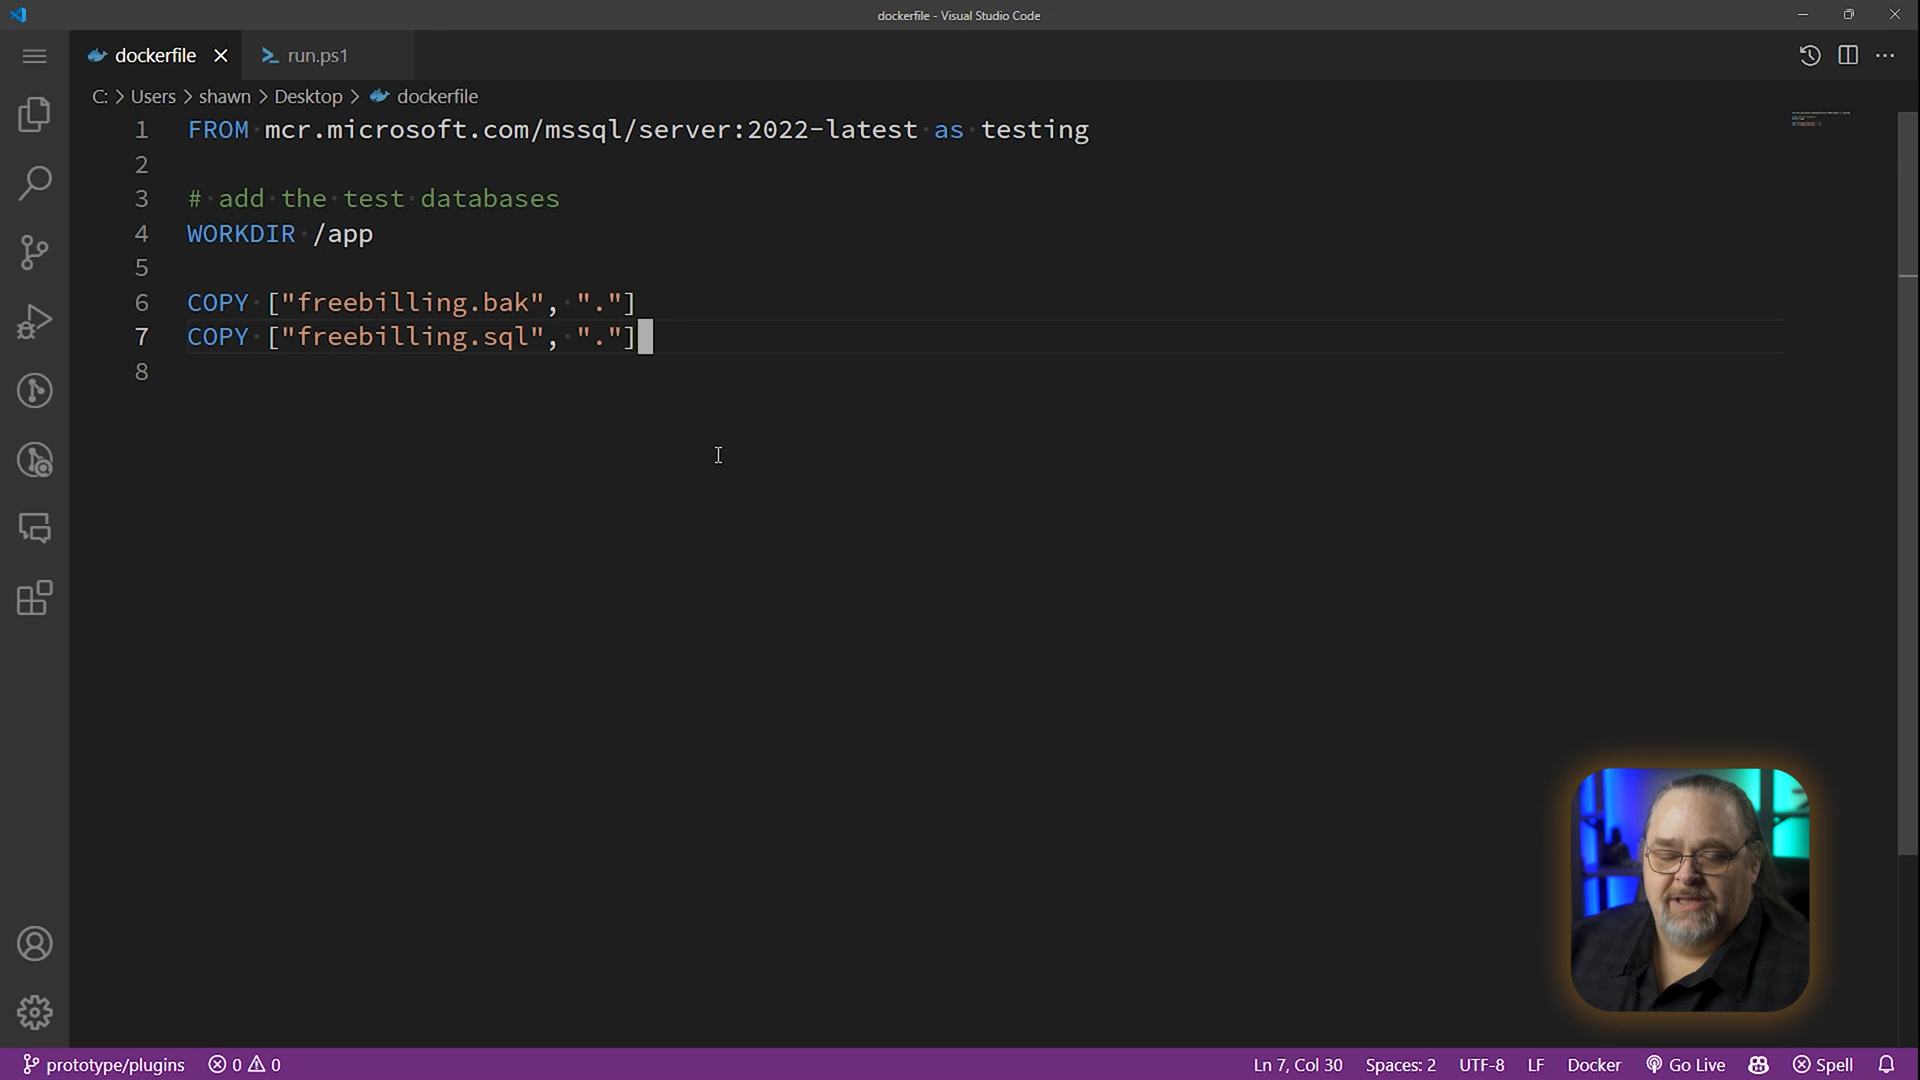 dockerfile - Visual Studio Code
dockerfile
run.ps1
C: > Users > shawn > Desktop > dockerfile
1 FROM mcr.microsoft.com/mssql/server:2022-latest as testing
2
3 # add the test databases
4 WORKDIR /app
5
6 COPY ["freebilling.bak", "."]
7 COPY ["freebilling.sql", "."]
8
prototype/plugins 0 0 Ln 7, Col 30 Spaces: 2 UTF-8 LF Docker Go Live Spell